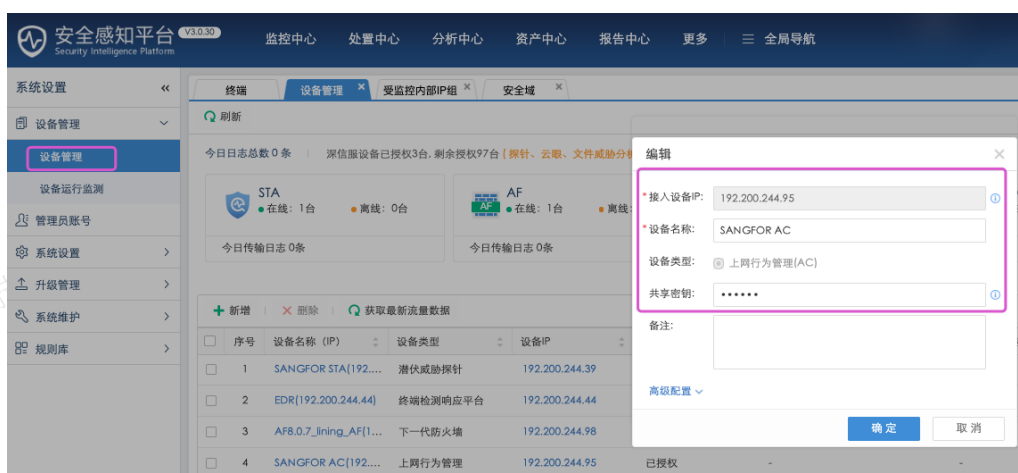 安全感知平台 V3.0.30
Security Intelligence Platform
监控中心 处置中心 分析中心 资产中心 报告中心 更多 全局导航
系统设置
设备管理
设备管理
设备运行监测
管理员账号
系统设置
升级管理
系统维护
规则库
终端 设备管理 受监控内部IP组 安全域
刷新
今日日志总数 0 条 深信服设备已授权3台, 剩余授权97台 [ 探针、云眼、文件威胁分
STA
在线: 1台 离线: 0台
今日传输日志 0条
AF
AF
在线: 1台 离线:
今日传输日志 0条
新增 删除 获取最新流量数据
序号 设备名称（IP） 设备类型 设备IP
1 SANGFOR STA(192.... 潜伏威胁探针 192.200.244.39
2 EDR(192.200.244.44) 终端检测响应平台 192.200.244.44
3 AF8.0.7_lining_AF(1... 下一代防火墙 192.200.244.98
4 SANGFOR AC(192.... 上网行为管理 192.200.244.95 已授权 - -
编辑
*接入设备IP: 192.200.244.95
*设备名称: SANGFOR AC
设备类型: 上网行为管理(AC)
共享密钥: ••••••
备注:
高级配置
确定 取消